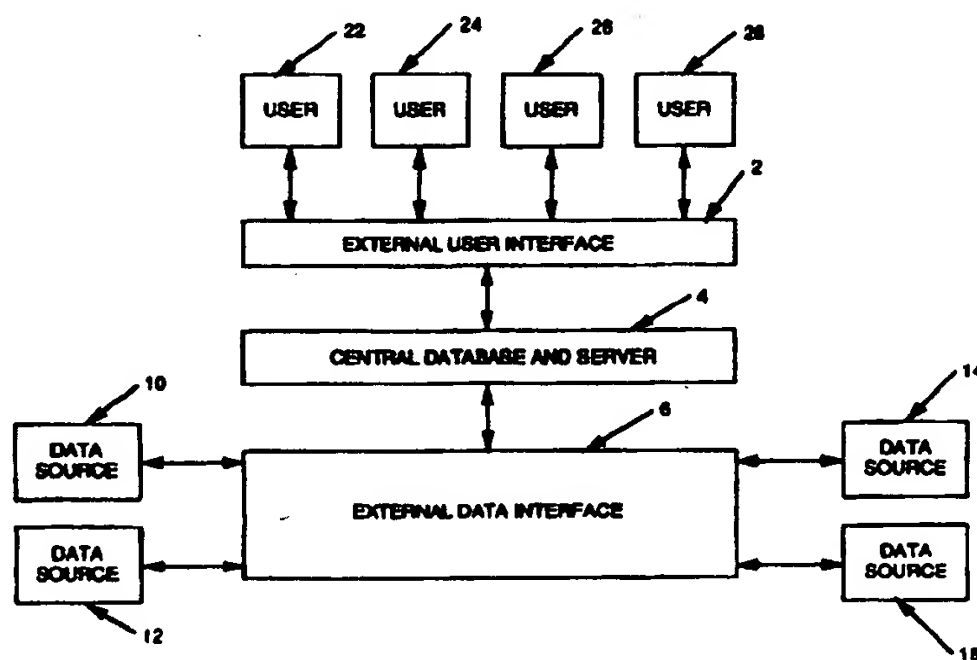 22
24
26
28
USER
USER
USER
USER
2
EXTERNAL USER INTERFACE
4
CENTRAL DATABASE AND SERVER
10
6
14
DATA
SOURCE
DATA
SOURCE
EXTERNAL DATA INTERFACE
DATA
SOURCE
DATA
SOURCE
12